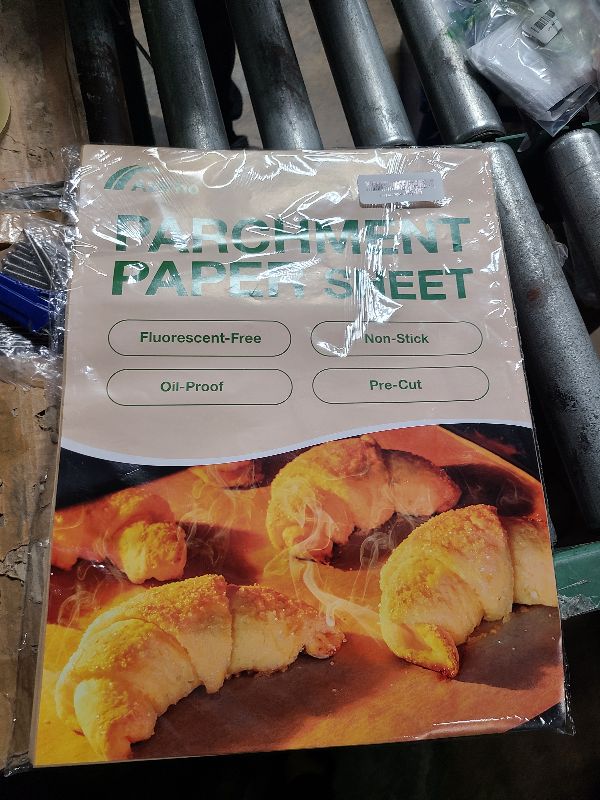 PARCHMENT
PAPER SHEET
Fluorescent-Free
Non-Stick
Oil-Proof
Pre-Cut